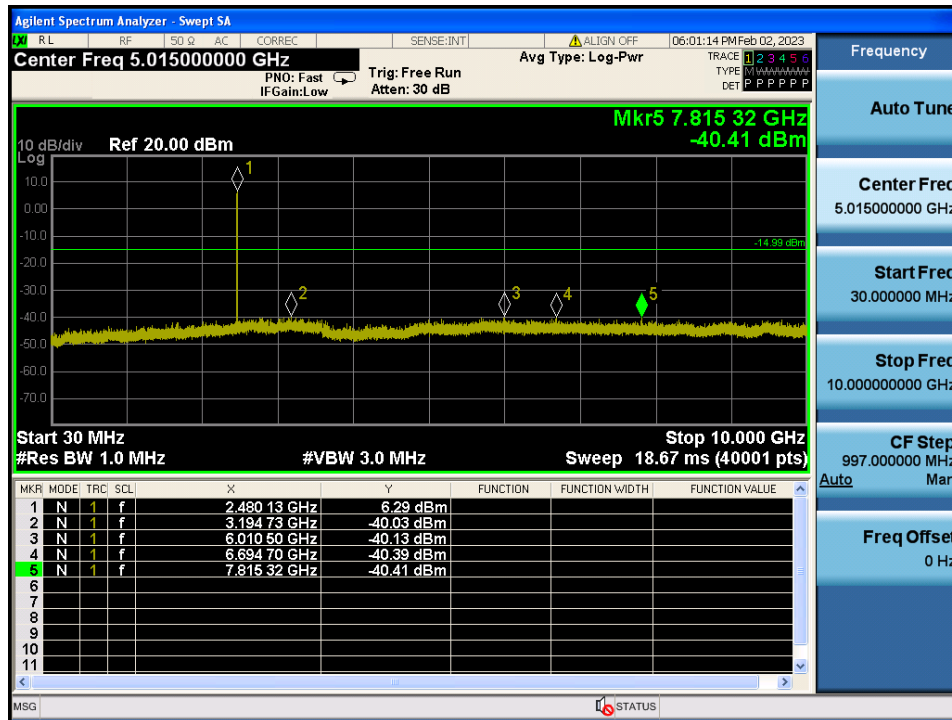 Agilent Spectrum Analyzer - Swept SA
LXI RL RF 50 Ω AC CORREC SENSE:INT ALIGN OFF 06:01:14 PM Feb 02, 2023
Center Freq 5.015000000 GHz
PNO: Fast
IFGain:Low
Trig: Free Run
Atten: 30 dB
Avg Type: Log-Pwr
TRACE 1 2 3 4 5 6
TYPE M WWWWW
DET P P P P P P
Mkr5 7.815 32 GHz
-40.41 dBm
10 dB/div Ref 20.00 dBm
Log
10.0
0.00
-10.0
-20.0
-30.0
-40.0
-50.0
-60.0
-70.0
1
2
3
4
5
-14.99 dBm
Start 30 MHz Stop 10.000 GHz
#Res BW 1.0 MHz #VBW 3.0 MHz Sweep 18.67 ms (40001 pts)
MKR MODE TRC SCL X Y FUNCTION FUNCTION WIDTH FUNCTION VALUE
1 N 1 f 2.480 13 GHz 6.29 dBm
2 N 1 f 3.194 73 GHz -40.03 dBm
3 N 1 f 6.010 50 GHz -40.13 dBm
4 N 1 f 6.694 70 GHz -40.39 dBm
5 N 1 f 7.815 32 GHz -40.41 dBm
6
7
8
9
10
11
MSG STATUS
Frequency
Auto Tune
Center Freq
5.015000000 GHz
Start Freq
30.000000 MHz
Stop Freq
10.000000000 GHz
CF Step
997.000000 MHz
Auto Man
Freq Offset
0 Hz